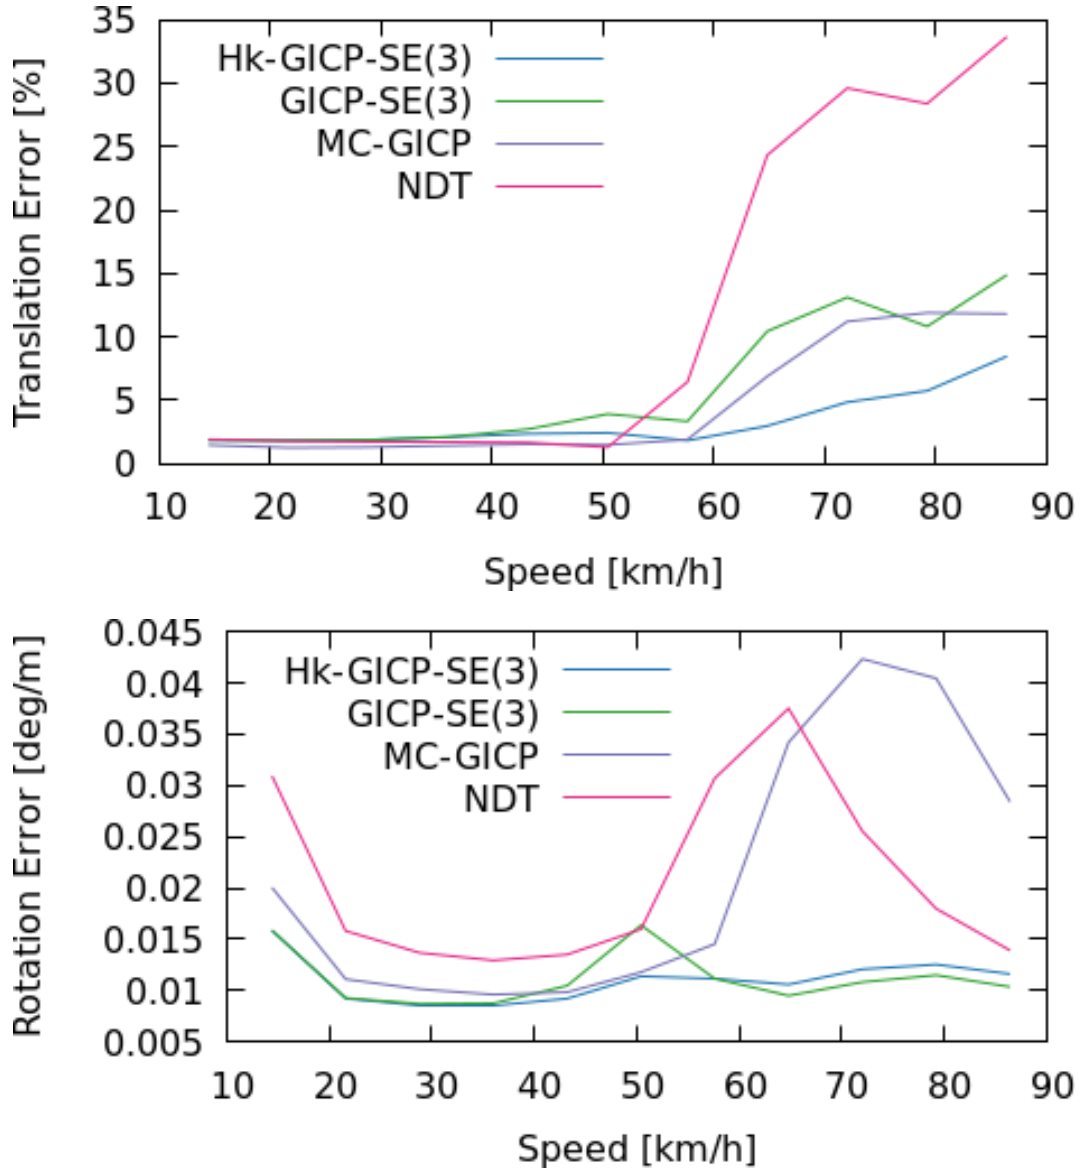 Translation Error [%]
35
30
25
20
15
10
5
0
Hk-GICP-SE(3)
GICP-SE(3)
MC-GICP
NDT
10 20 30 40 50 60 70 80 90
Speed [km/h]
Rotation Error [deg/m]
0.045
0.04
0.035
0.03
0.025
0.02
0.015
0.01
0.005
Hk-GICP-SE(3)
GICP-SE(3)
MC-GICP
NDT
10 20 30 40 50 60 70 80 90
Speed [km/h]